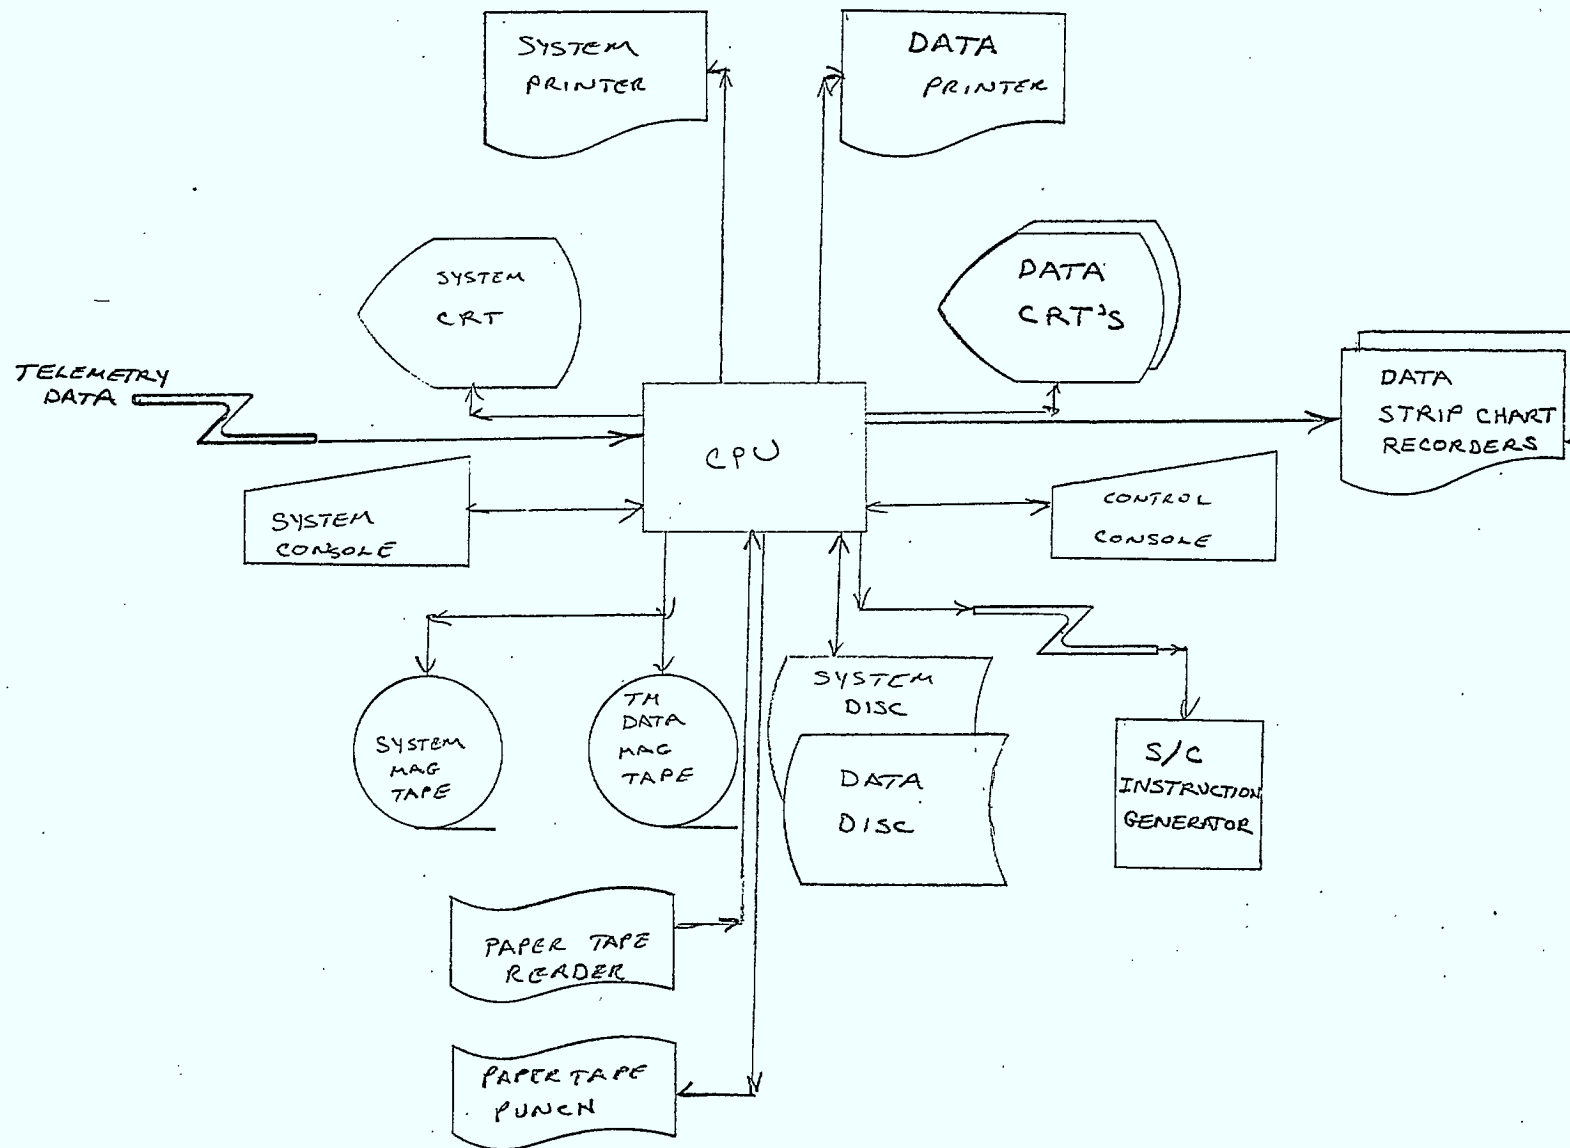 SYSTEM
PRINTER
DATA
PRINTER
SYSTEM
CRT
DATA
CRT'S
TELEMETRY
DATA
DATA
STRIP CHART
RECORDERS
CPU
SYSTEM
CONSOLE
CONTROL
CONSOLE
SYSTEM
MAG
TAPE
TM
DATA
MAG
TAPE
SYSTEM
DISC
DATA
DISC
S/C
INSTRUCTION
GENERATOR
PAPER TAPE
READER
PAPER TAPE
PUNCH